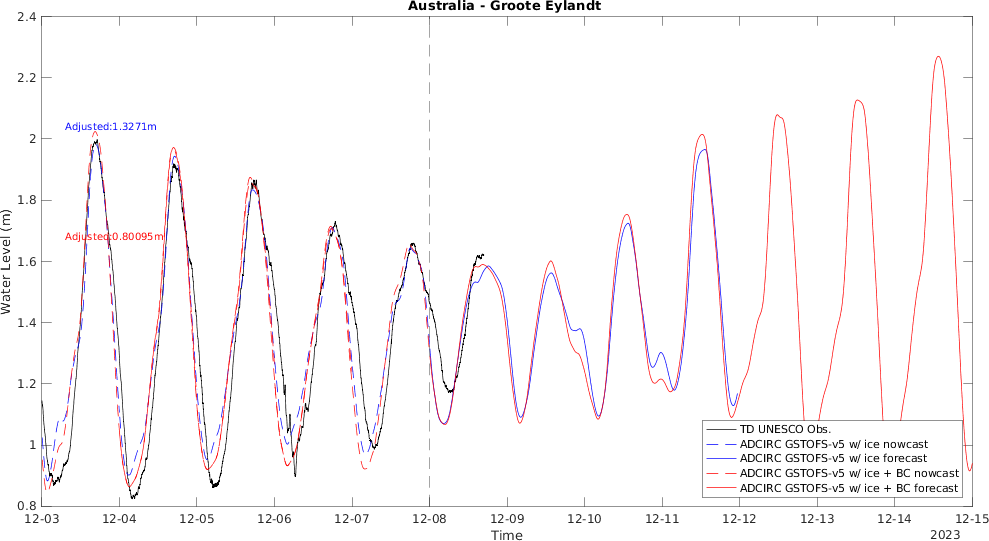 Australia - Groote Eylandt
Water Level (m)
2.4
2.2
2
1.8
1.6
1.4
1.2
1
0.8
Adjusted:1.3271m
Adjusted:0.80095m
TD UNESCO Obs.
ADCIRC GSTOFS-v5 w/ ice nowcast
ADCIRC GSTOFS-v5 w/ ice forecast
ADCIRC GSTOFS-v5 w/ ice + BC nowcast
ADCIRC GSTOFS-v5 w/ ice + BC forecast
12-03 12-04 12-05 12-06 12-07 12-08 12-09 12-10 12-11 12-12 12-13 12-14 12-15
Time
2023